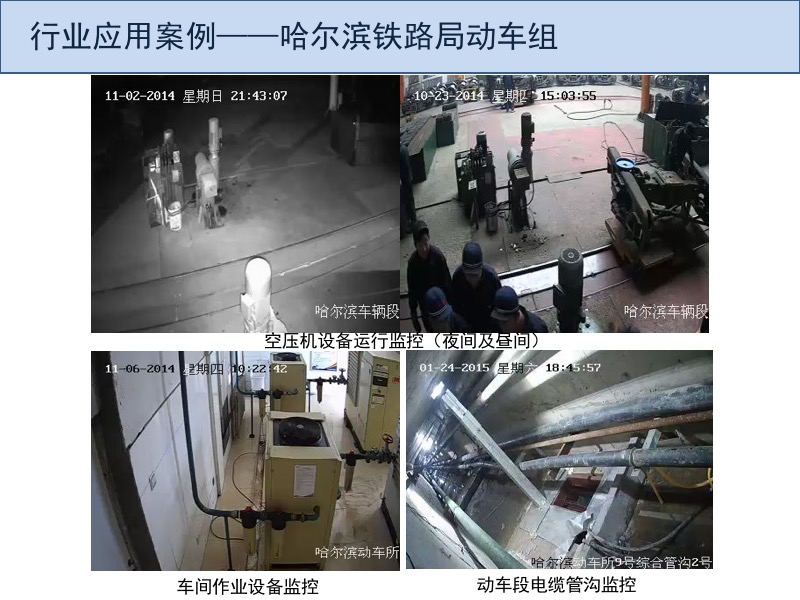 行业应用案例——哈尔滨铁路局动车组
11-02-2014 星期日 21:43:07
10-23-2014 星期四 15:03:55
哈尔滨车辆段
哈尔滨车辆段
空压机设备运行监控（夜间及昼间）
11-06-2014 星期四 10:22:42
01-24-2015 星期六 18:45:57
哈尔滨动车所
哈尔滨动车所9号综合管沟2号
车间作业设备监控
动车段电缆管沟监控